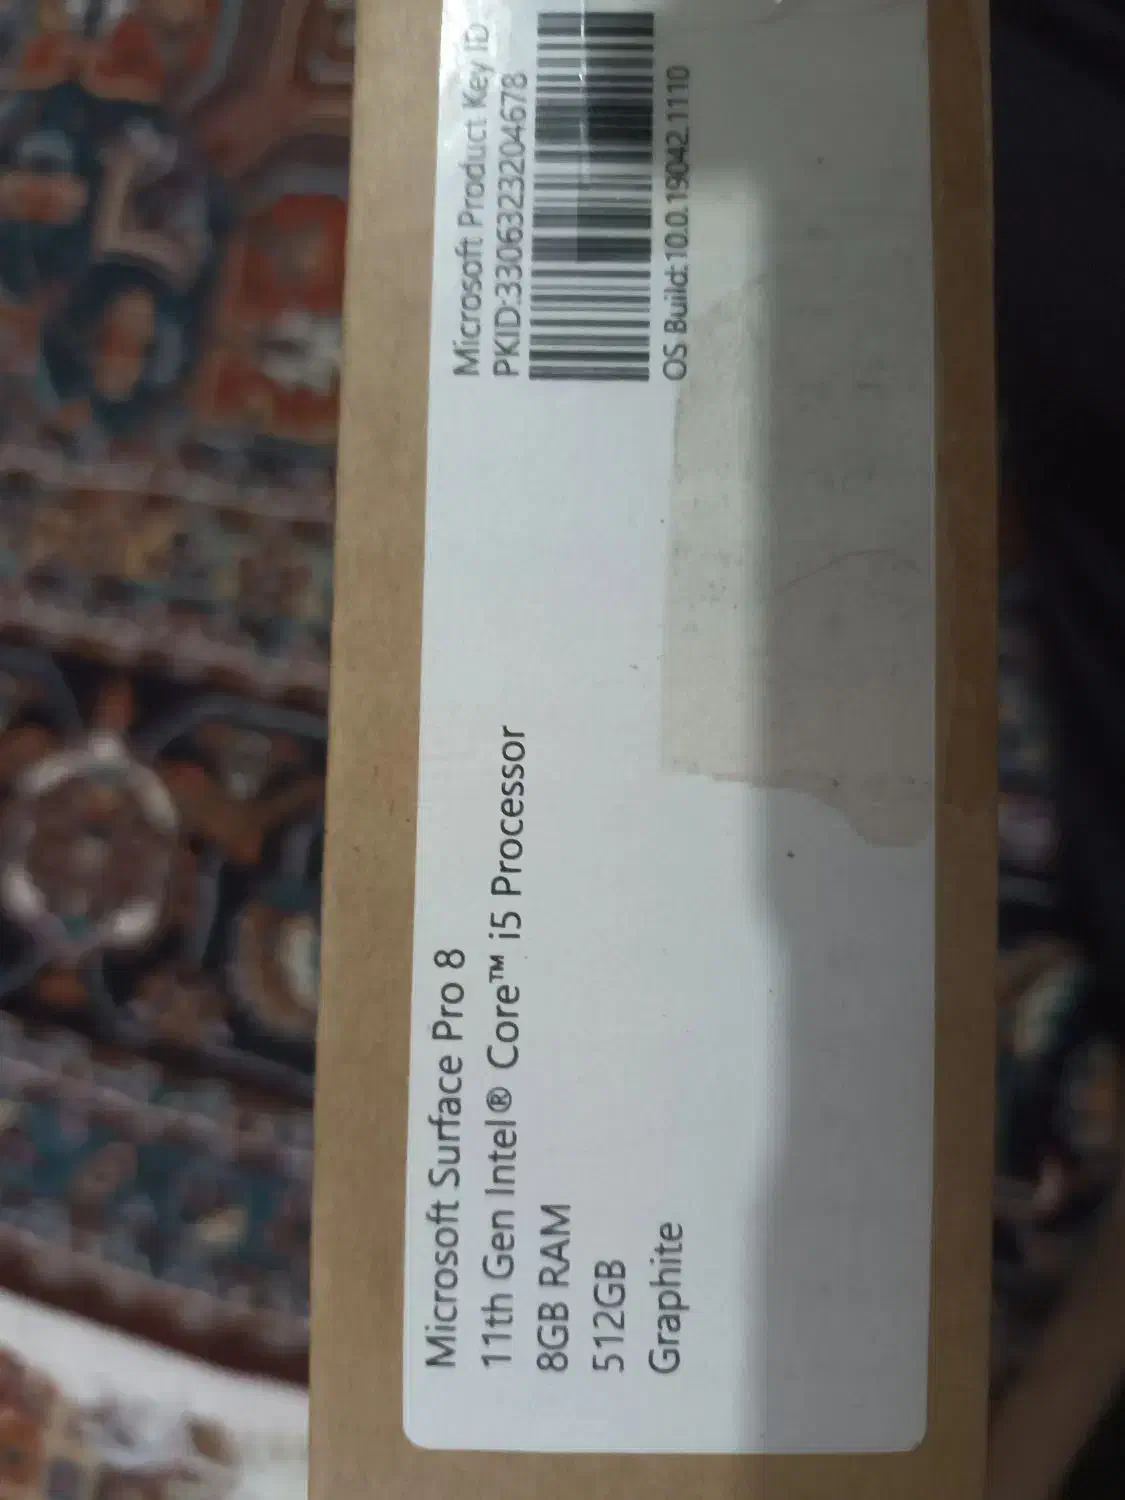 Microsoft Surface Pro 8
11th Gen Intel® Core™ i5 Processor
8GB RAM
512GB
Graphite
Microsoft Product Key ID
PKID:3306323204678
OS Build:10.0.19042.1110